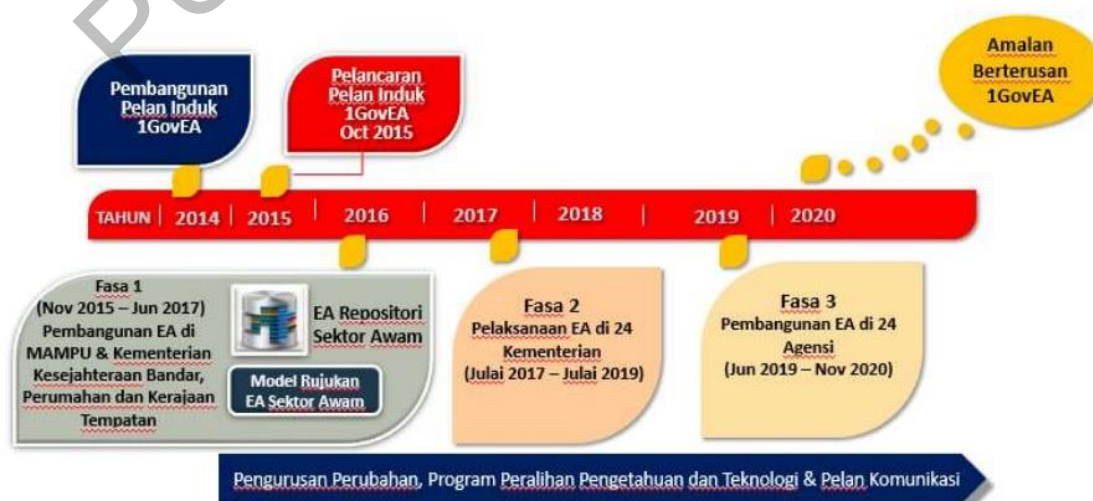 Pembangunan
Pelan Induk
1GovEA
Pelancaran
Pelan Induk
1GovEA
Oct 2015
Amalan
Berterusan
1GovEA
TAHUN | 2014 | 2015 | 2016 | 2017 | 2018 | 2019 | 2020
Fasa 1
(Nov 2015 – Jun 2017)
Pembangunan EA di
MAMPU & Kementerian
Kesejahteraan Bandar,
Perumahan dan Kerajaan
Tempatan
EA Repositori
Sektor Awam
Model Rujukan
EA Sektor Awam
Fasa 2
Pelaksanaan EA di 24
Kementerian
(Julai 2017 – Julai 2019)
Fasa 3
Pembangunan EA di 24
Agensi
(Jun 2019 – Nov 2020)
Pengurusan Perubahan, Program Peralihan Pengetahuan dan Teknologi & Pelan Komunikasi